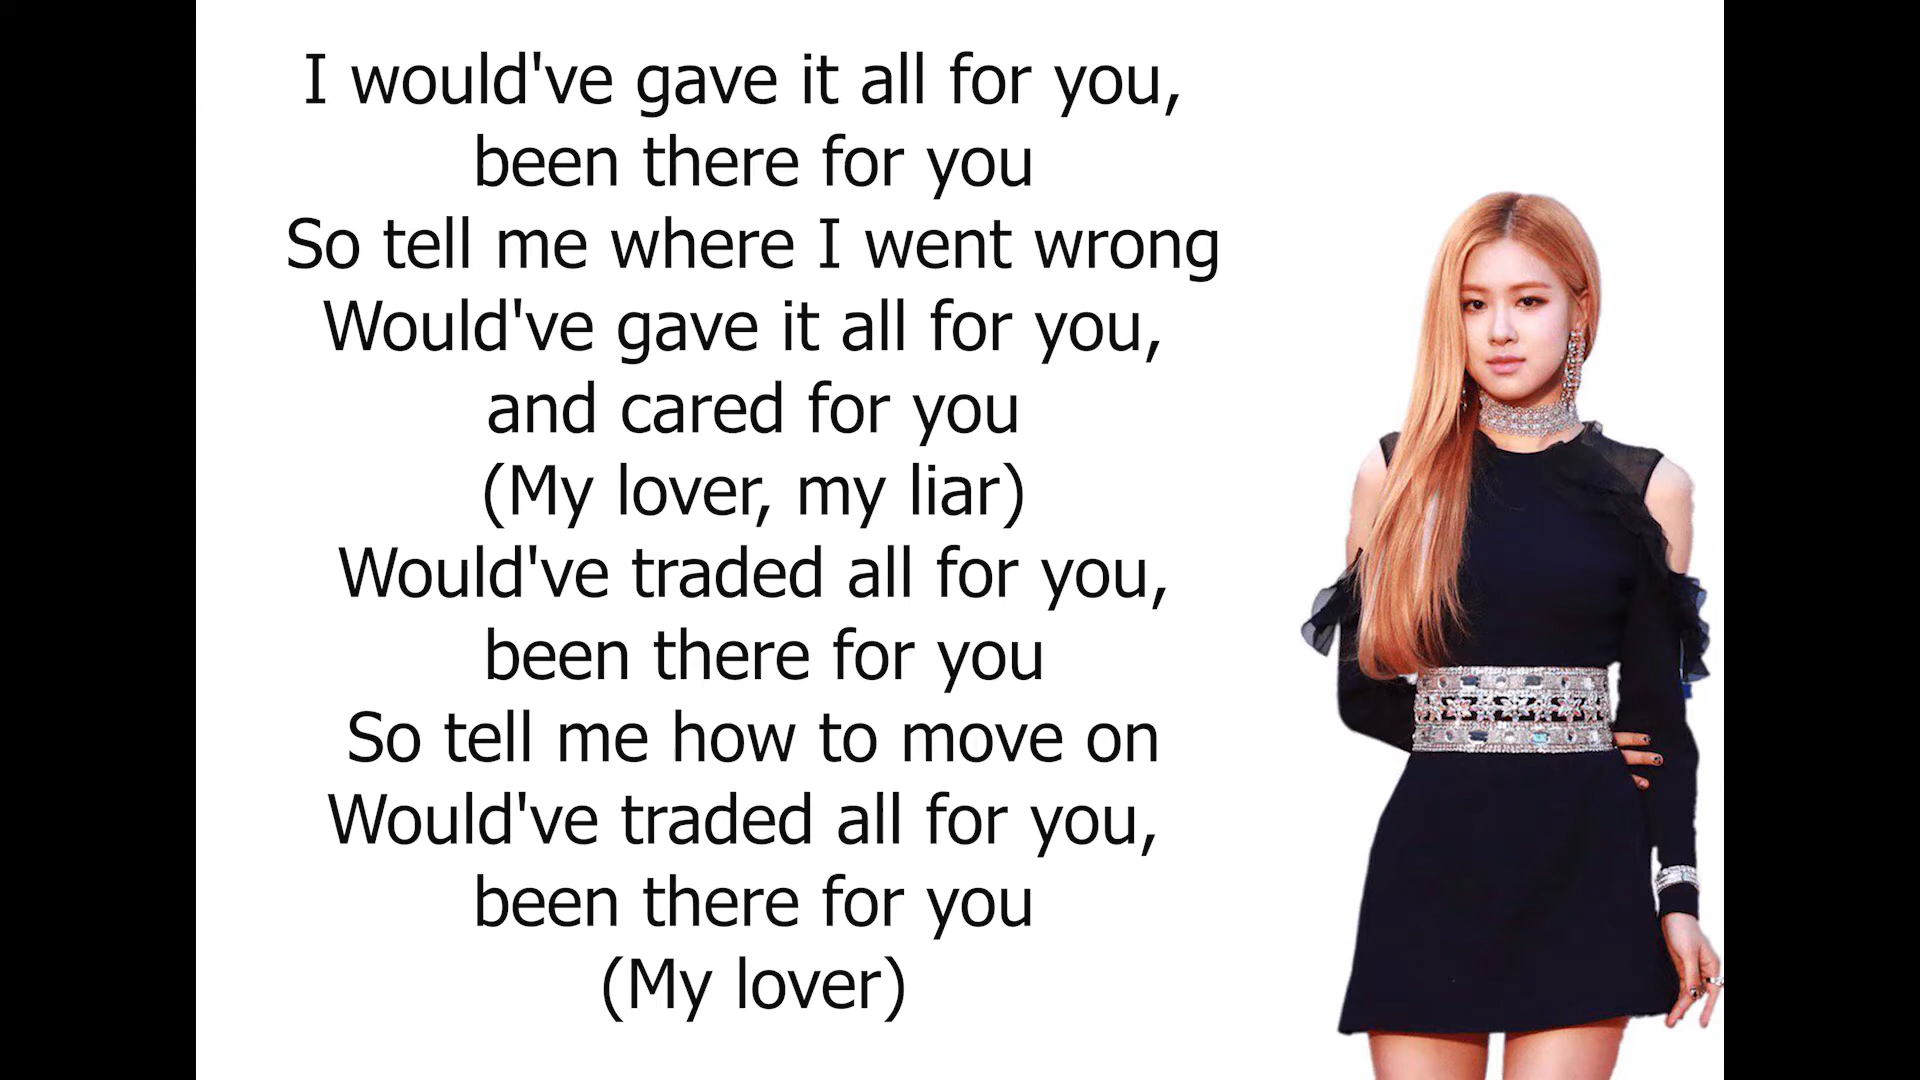 I would've gave it all for you,
been there for you
So tell me where I went wrong
Would've gave it all for you,
and cared for you
(My lover, my liar)
Would've traded all for you,
been there for you
So tell me how to move on
Would've traded all for you,
been there for you
(My lover)